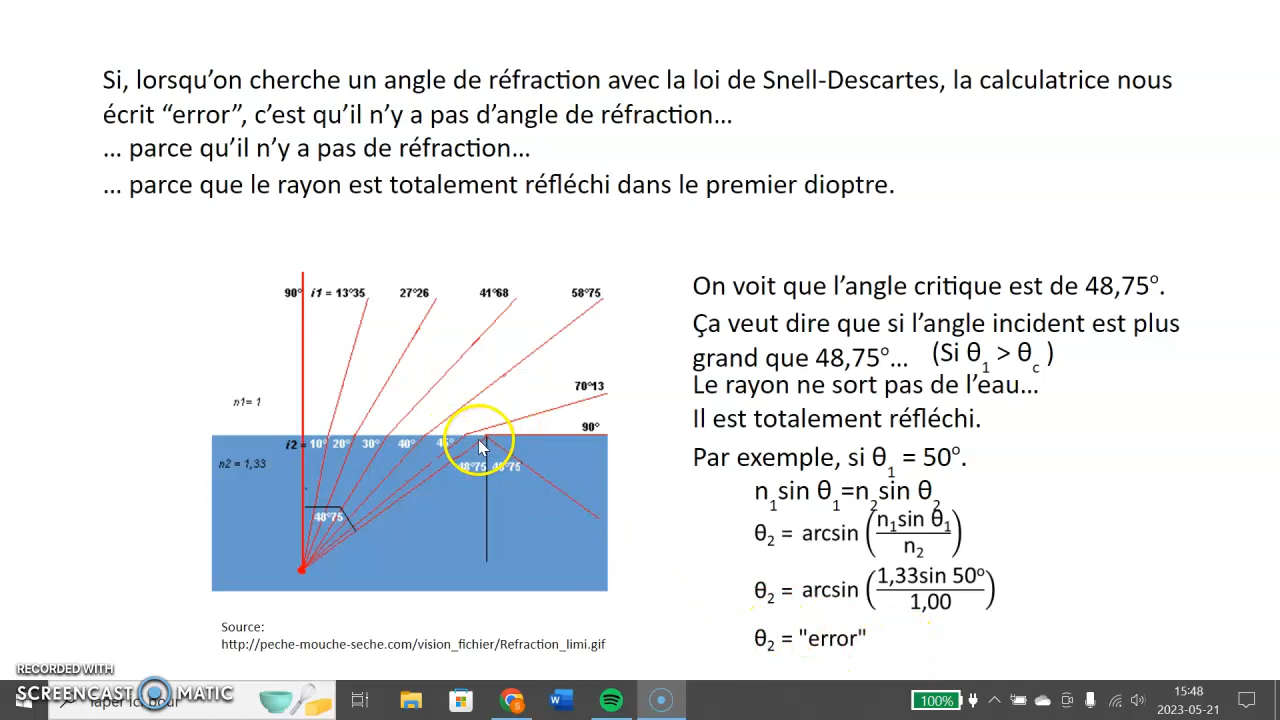 Si, lorsqu'on cherche un angle de réfraction avec la loi de Snell-Descartes, la calculatrice nous
écrit “error”, c'est qu'il n'y a pas d'angle de réfraction…
… parce qu'il n'y a pas de réfraction…
… parce que le rayon est totalement réfléchi dans le premier dioptre.
90° i1 = 13°35 27°26 41°68 58°75
70°13
n1= 1
90°
i2 = 10° 20° 30° 40° 45°
n2 = 1,33
48°75 48°75
48°75
Source:
http://peche-mouche-seche.com/vision_fichier/Refraction_limi.gif
On voit que l'angle critique est de 48,75°.
Ça veut dire que si l'angle incident est plus
grand que 48,75°… (Si θ1 > θc )
Le rayon ne sort pas de l'eau…
Il est totalement réfléchi.
Par exemple, si θ1 = 50°.
n1sin θ1=n2sin θ2
θ2 = arcsin (n1sin θ1 / n2)
θ2 = arcsin (1,33sin 50° / 1,00)
θ2 = "error"
RECORDED WITH
SCREENCAST MATIC
Taper ici pour
100%
15:48
2023-05-21